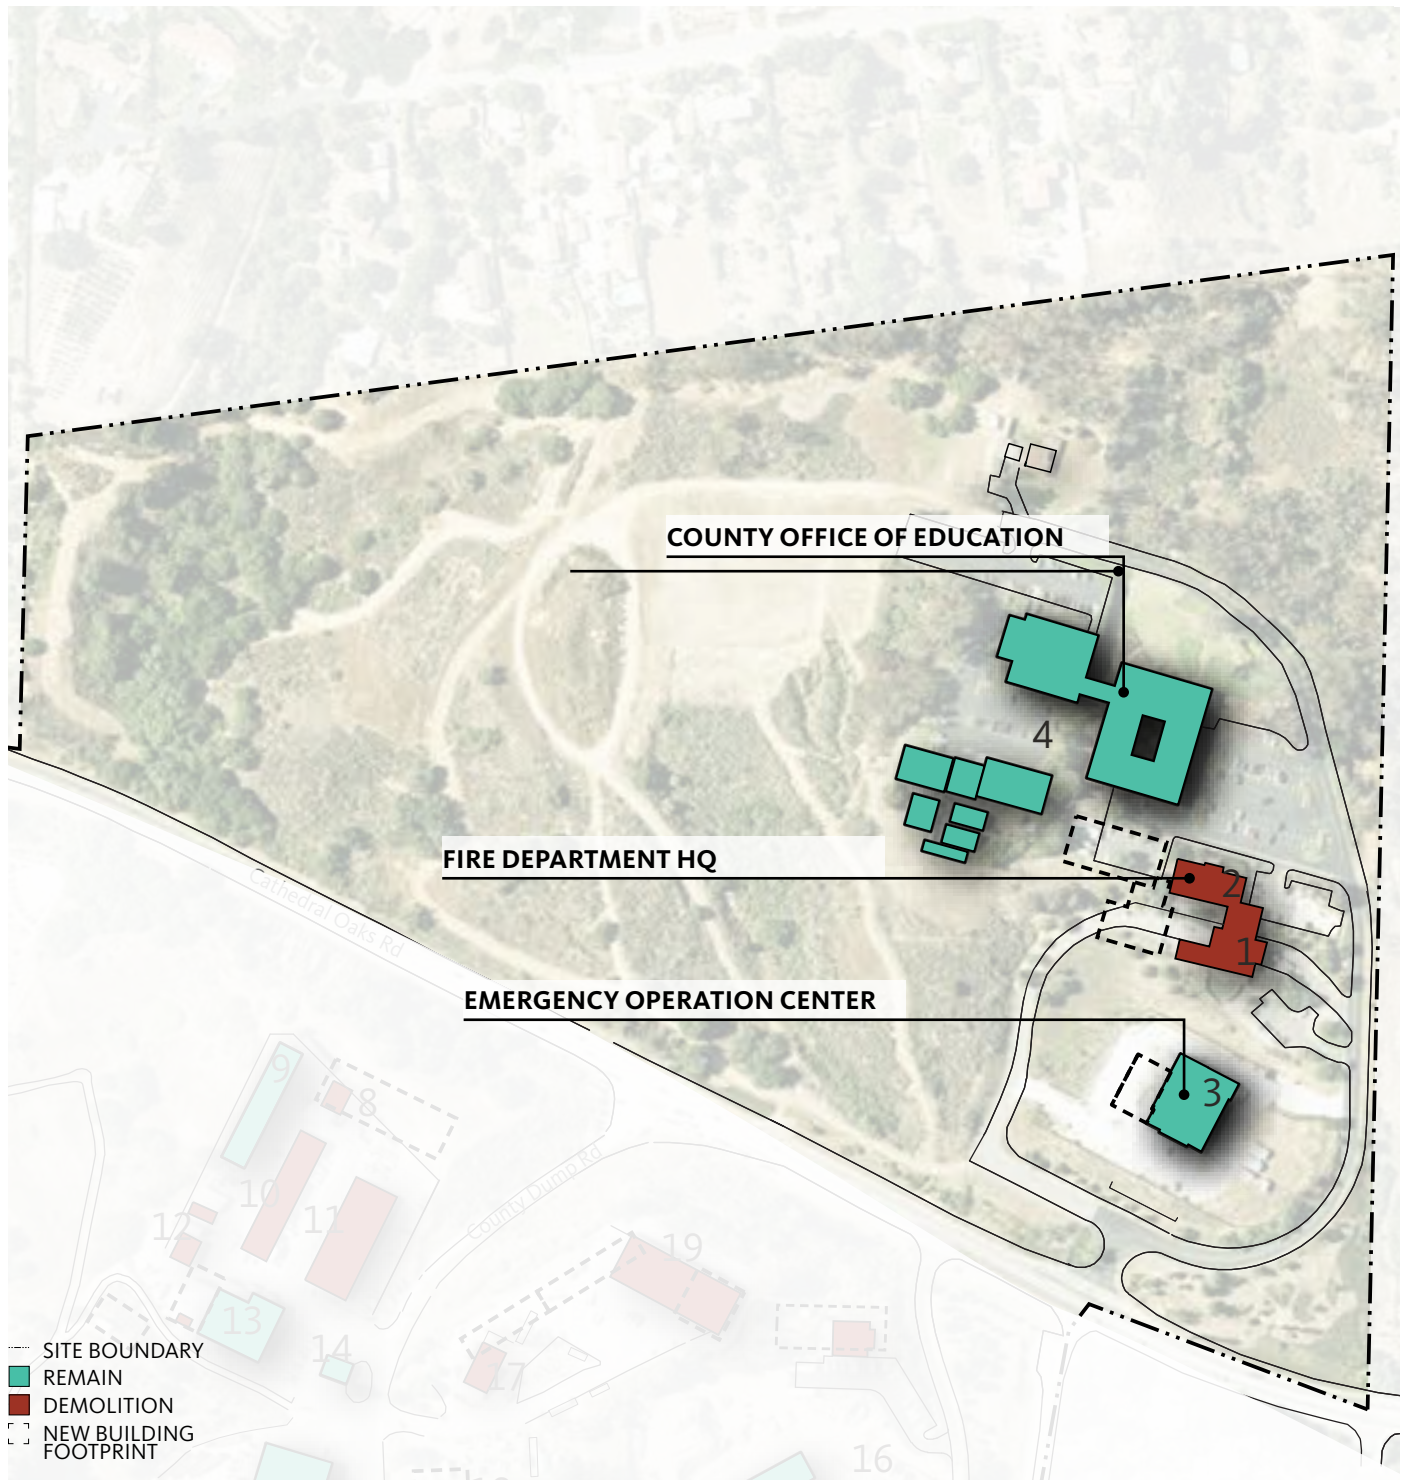 COUNTY OFFICE OF EDUCATION
4
FIRE DEPARTMENT HQ
2
Cathedral Oaks Rd
1
EMERGENCY OPERATION CENTER
9
3
8
County Dump Rd
10
12
11
19
13
14
SITE BOUNDARY
17
REMAIN
DEMOLITION
NEW BUILDING
FOOTPRINT
16